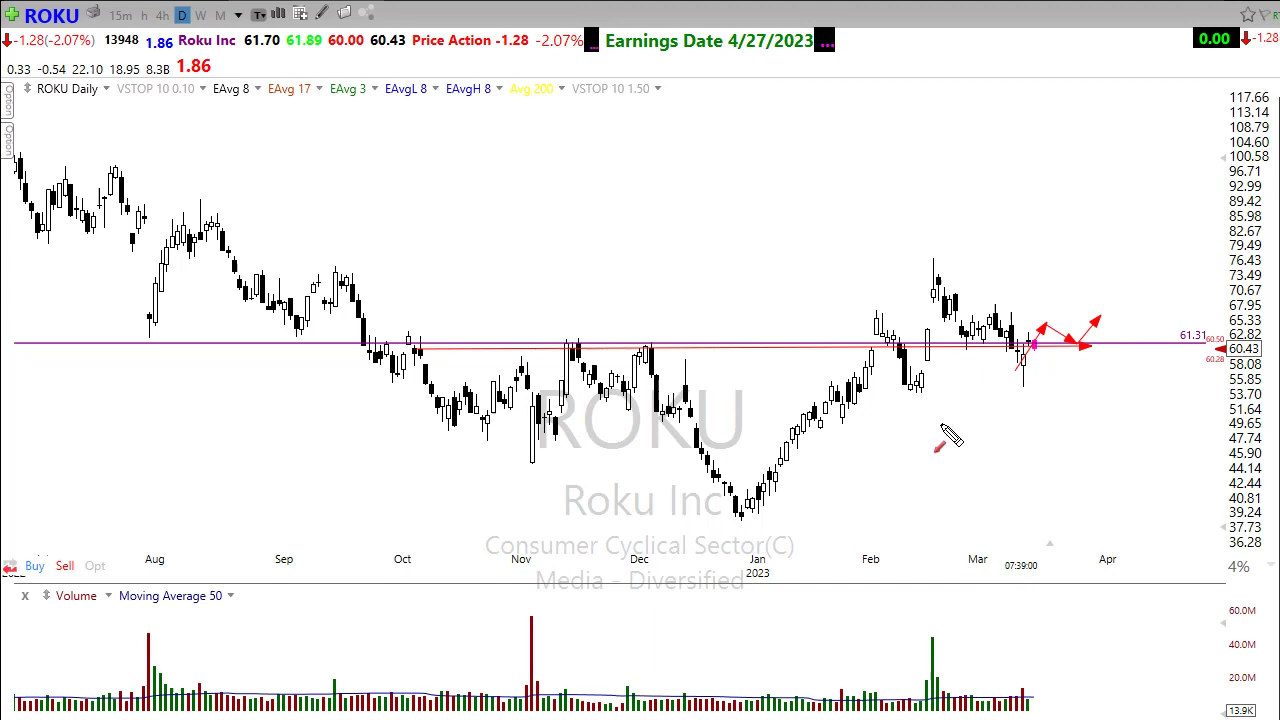 ROKU 15m h 4h D W M T
-1.28(-2.07%) 13948 1.86 Roku Inc 61.70 61.89 60.00 60.43 Price Action -1.28 -2.07% ... Earnings Date 4/27/2023 ... 0.00 -1.28
0.33 -0.54 22.10 18.95 8.3B 1.86
Option
Option
ROKU Daily VSTOP 10 0.10 EAvg 8 EAvg 17 EAvg 3 EAvgL 8 EAvgH 8 Avg 200 VSTOP 10 1.50
117.66
113.14
108.79
104.60
100.58
96.71
92.99
89.42
85.98
82.67
79.49
76.43
73.49
70.67
67.95
65.33
62.82
61.31
60.50
60.43
60.28
58.08
55.85
53.70
51.64
49.65
47.74
45.90
44.14
42.44
40.81
39.24
37.73
36.28
ROKU
Roku Inc
Consumer Cyclical Sector(C)
Media - Diversified
Aug Sep Oct Nov Dec Jan Feb Mar Apr
2023 07:39:00
Buy Sell Opt 4%
x Volume Moving Average 50
60.0M
40.0M
20.0M
13.9K